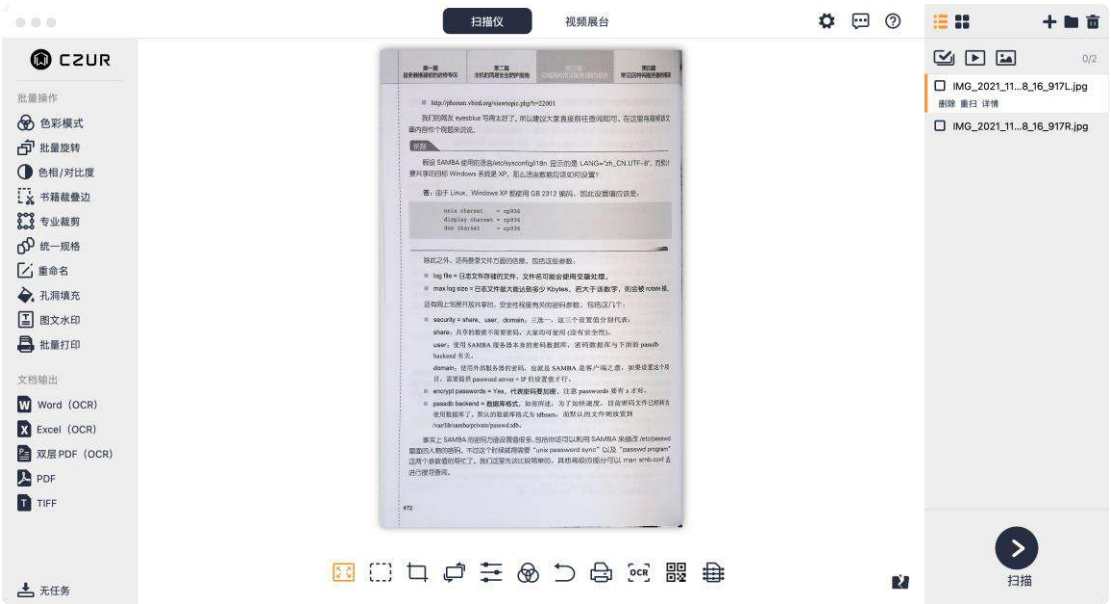 扫描仪
视频展台
CZUR
批量操作
色彩模式
批量旋转
色相/对比度
书籍裁叠边
专业裁剪
统一规格
重命名
孔洞填充
图文水印
批量打印
文档输出
Word（OCR）
Excel（OCR）
双层PDF（OCR）
PDF
TIFF
无任务
第一篇
第二篇
http://phorum.vbird.org/viewtopic.php?t=22001
我们的网友 eyesblue 写得太好了，所以建议大家直接前往查阅即可。在这里
章内容作个例题来说说。
例题
假设 SAMBA 使用的语言/etc/sysconfig/i18n 显示的是 LANG="zh_CN.UTF-8"，
要共享的目标 Windows 系统是 XP，那么语言数据应该如何设置？
答：由于 Linux、Windows XP 都使用 GB 2312 编码，因此设置值应该是：
unix charset = cp936
display charset = cp936
dos charset = cp936
除此之外，还有登录文件方面的信息，包括这些参数：
log file = 日志文件存储的文件，文件名可能会使用变量处理。
max log size = 日志文件最大能达到多少 Kbytes，若大于该数字，则会被 rotate
还有网上邻居开放共享时，安全性程度有关的密码参数，包括这几个：
security = share、user、domain：三选一，这三个设置值分别代表：
share：共享的数据不需要密码，大家均可使用（没有安全性）。
user：使用 SAMBA 服务器本身的密码数据库，密码数据库与下面的 passdb
backend 有关。
domain：使用外部服务器的密码，也就是 SAMBA 是客户端之意，如果设置这个项
目，需要提供 password server = IP 的设置值才行。
encrypt passwords = Yes，代表密码要加密，注意 passwords 要有 s 才对。
passdb backend = 数据库格式，如前所述，为了加快速度，目前密码文件已经
使用数据库了，默认的数据库格式为 tdbsam，而默认的文件则放置到
/var/lib/samba/private/passwd.tdb。
事实上 SAMBA 的密码方面设置值很多，包括你还可以利用 SAMBA 来修改 /etc/passwd
里面的人物的密码，不过这个时候就得需要 "unix password sync" 以及 "passwd program"
这两个参数值的帮忙了。我们这里先谈比较简单的，其他高级的部分可以 man smb.conf 去
进行搜寻查阅。
472
OCR
0/2
IMG_2021_11...8_16_917L.jpg
删除 重扫 详情
IMG_2021_11...8_16_917R.jpg
扫描